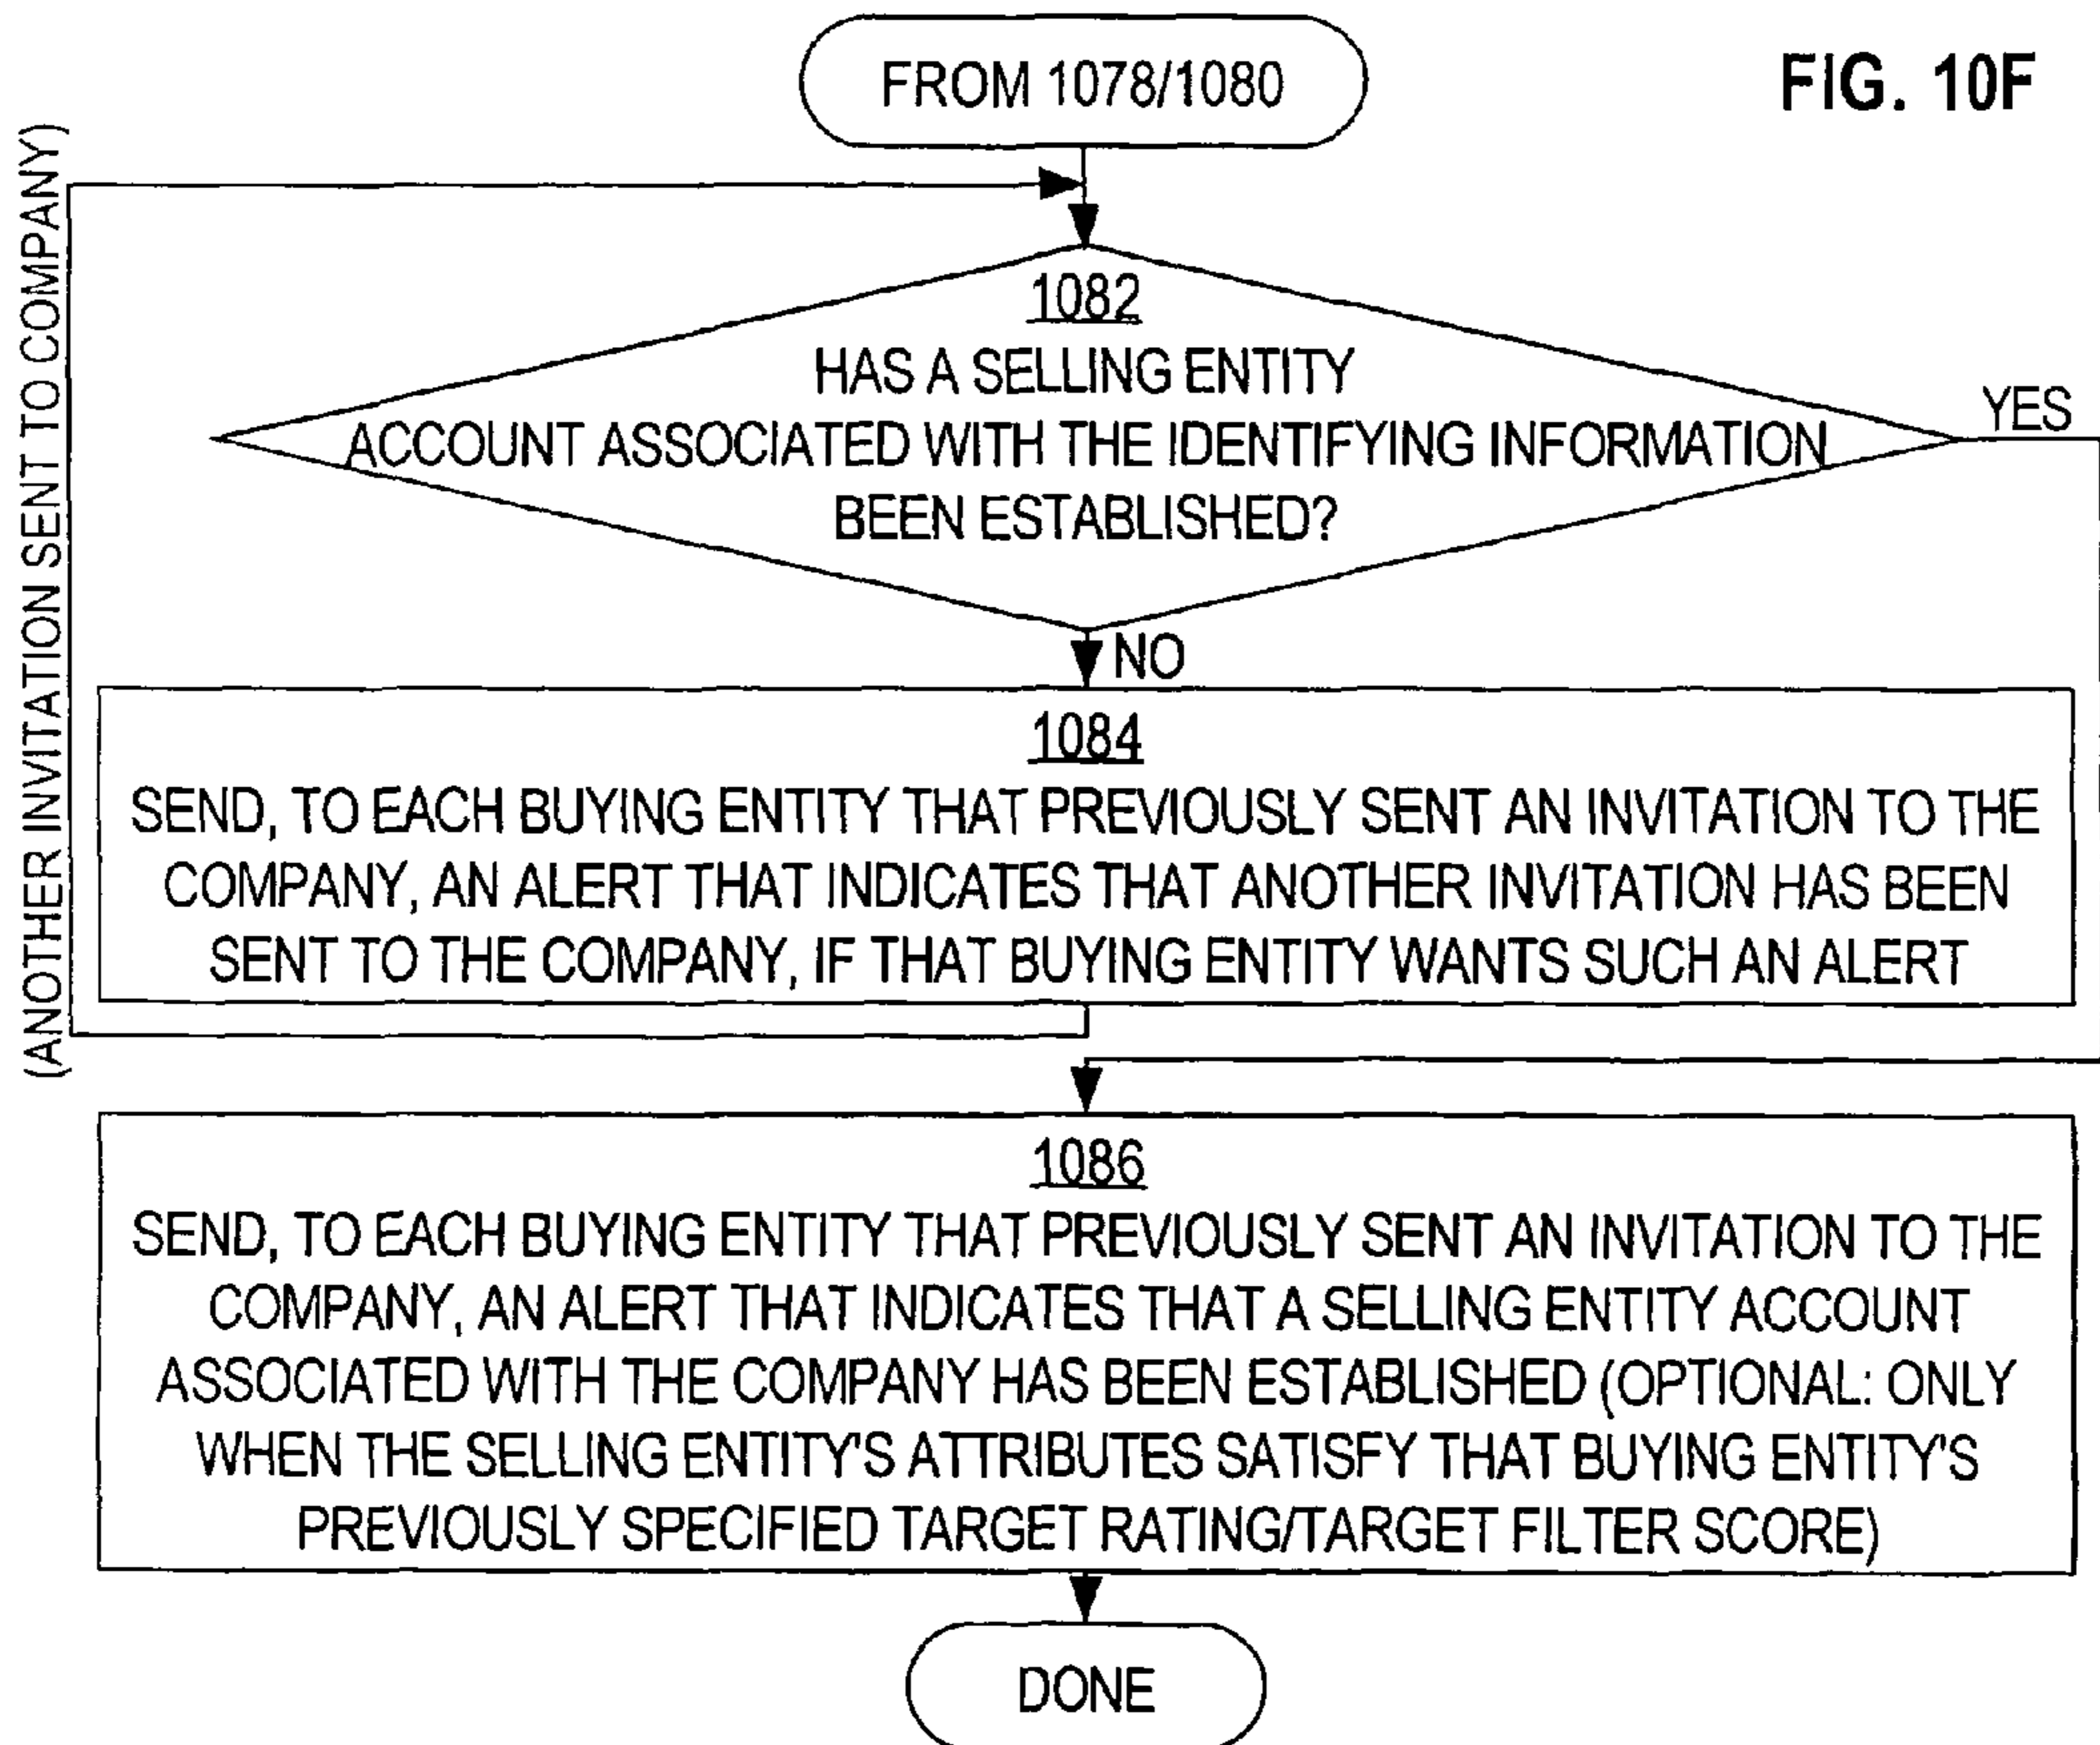 FROM 1078/1080
FIG. 10F
(ANOTHER INVITATION SENT TO COMPANY)
1082
HAS A SELLING ENTITY
ACCOUNT ASSOCIATED WITH THE IDENTIFYING INFORMATION
BEEN ESTABLISHED?
YES
NO
1084
SEND, TO EACH BUYING ENTITY THAT PREVIOUSLY SENT AN INVITATION TO THE
COMPANY, AN ALERT THAT INDICATES THAT ANOTHER INVITATION HAS BEEN
SENT TO THE COMPANY, IF THAT BUYING ENTITY WANTS SUCH AN ALERT
1086
SEND, TO EACH BUYING ENTITY THAT PREVIOUSLY SENT AN INVITATION TO THE
COMPANY, AN ALERT THAT INDICATES THAT A SELLING ENTITY ACCOUNT
ASSOCIATED WITH THE COMPANY HAS BEEN ESTABLISHED (OPTIONAL: ONLY
WHEN THE SELLING ENTITY'S ATTRIBUTES SATISFY THAT BUYING ENTITY'S
PREVIOUSLY SPECIFIED TARGET RATING/TARGET FILTER SCORE)
DONE